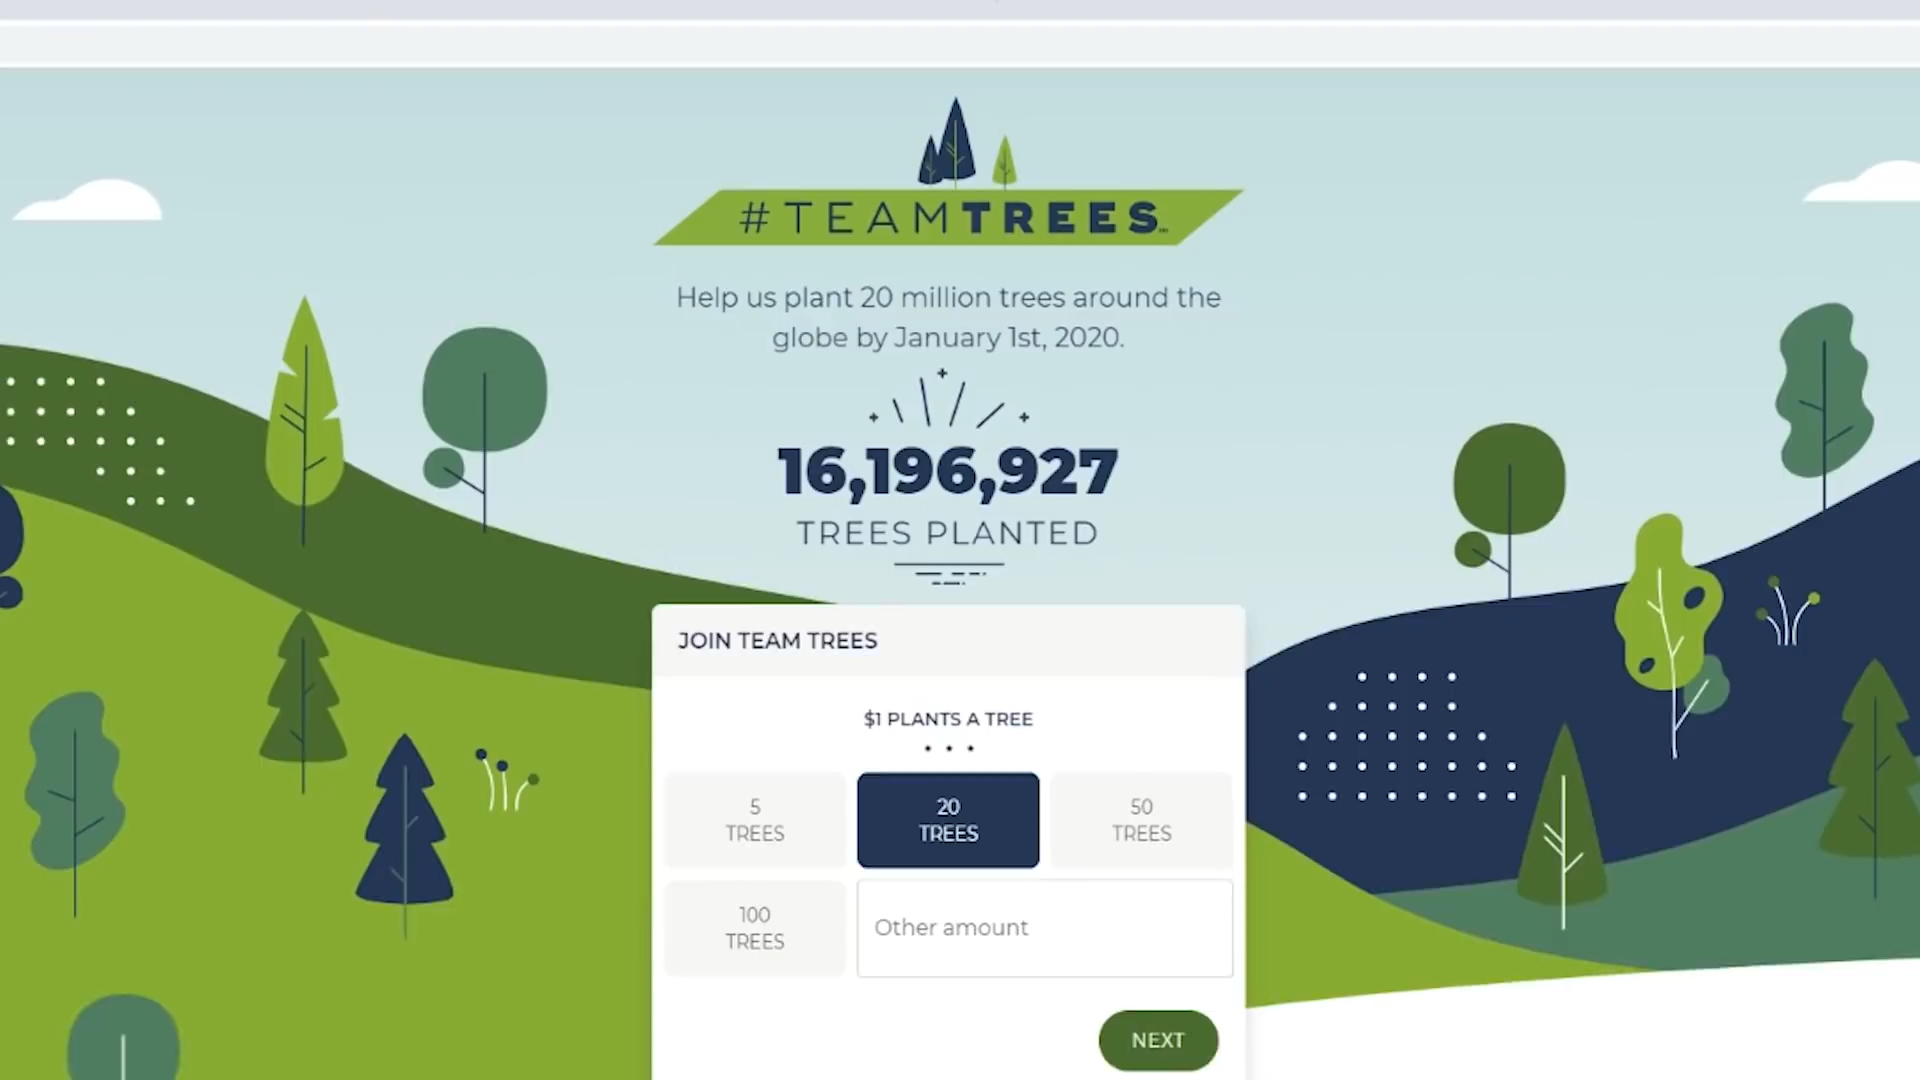 #TEAMTREES
Help us plant 20 million trees around the
globe by January 1st, 2020.
16,196,927
TREES PLANTED
JOIN TEAM TREES
$1 PLANTS A TREE
5
TREES
20
TREES
50
TREES
100
TREES
Other amount
NEXT